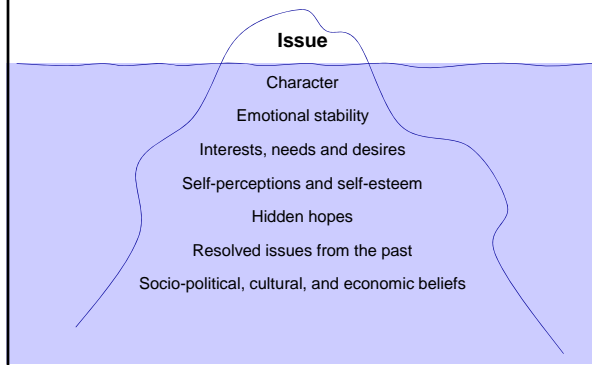 Issue
Character
Emotional stability
Interests, needs and desires
Self-perceptions and self-esteem
Hidden hopes
Resolved issues from the past
Socio-political, cultural, and economic beliefs